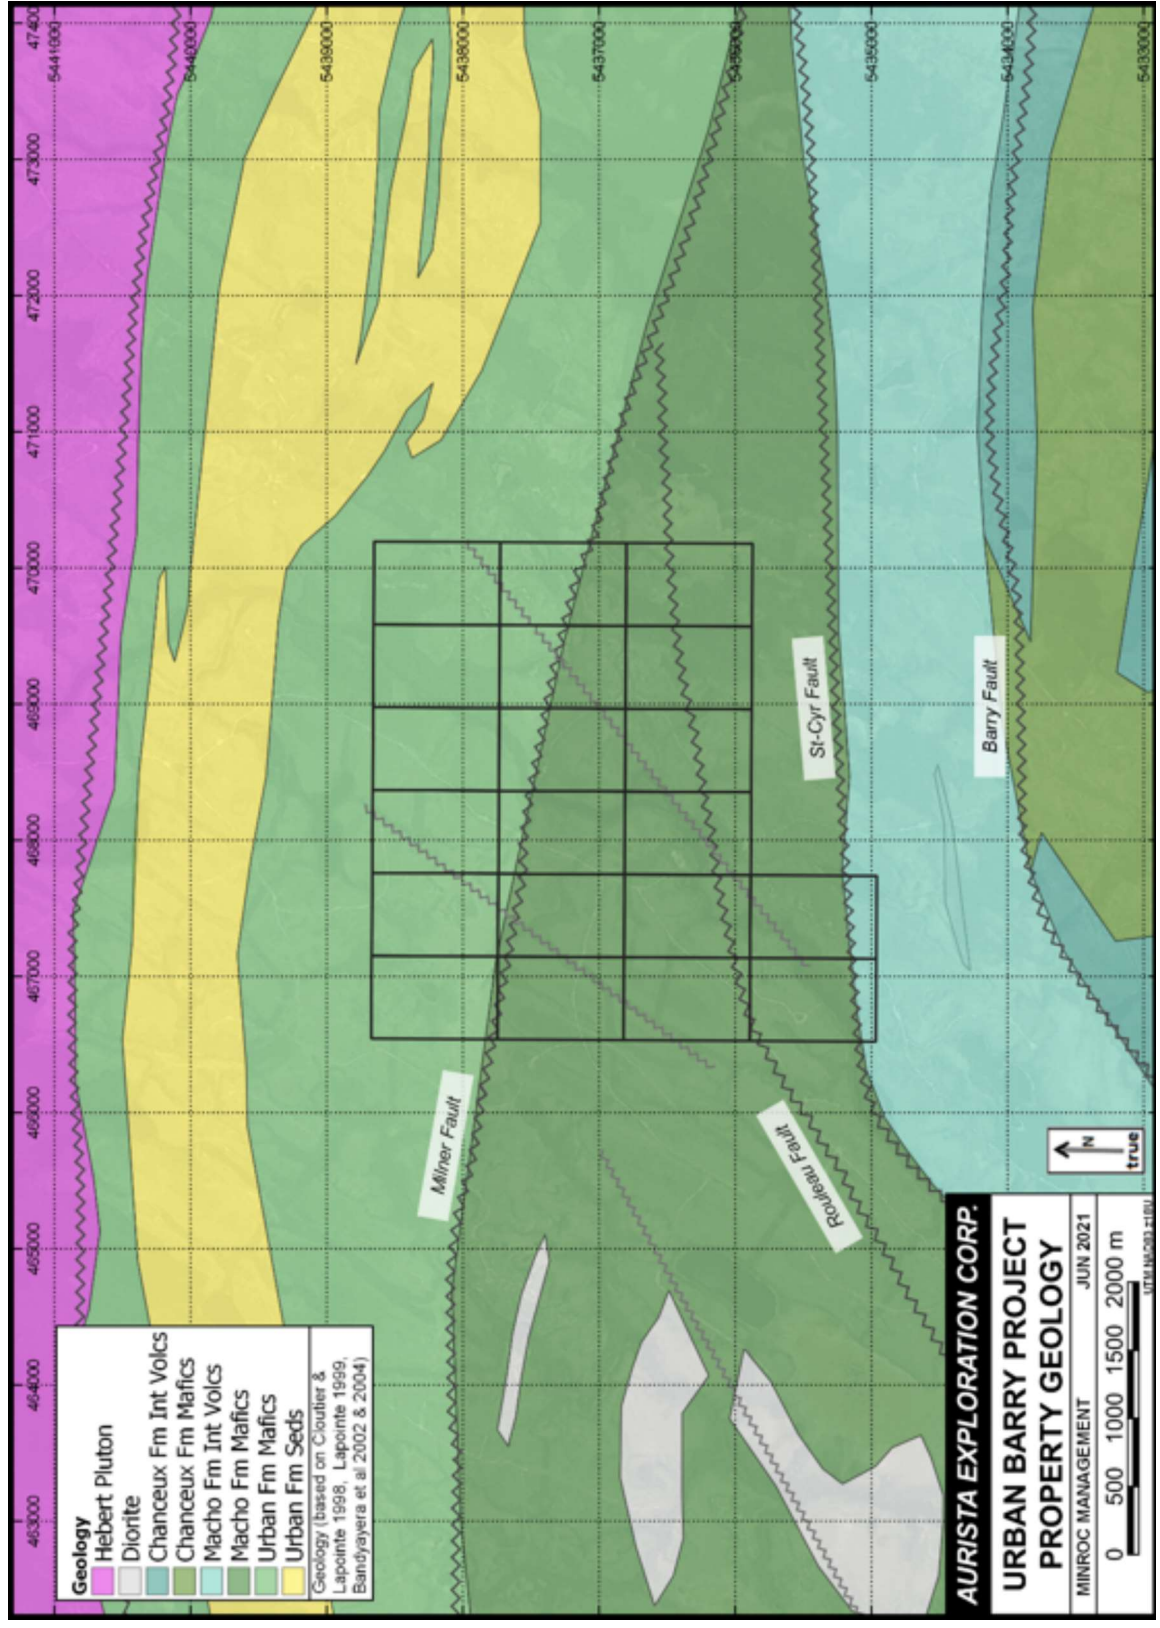 5441000
5440000
5439000
5438000
5437000
5436000
5435000
5434000
5433000
463000
464000
465000
466000
467000
468000
469000
470000
471000
472000
473000
Geology
Hebert Pluton
Diorite
Chanceux Fm Int Volcs
Chanceux Fm Mafics
Macho Fm Int Volcs
Macho Fm Mafics
Urban Fm Mafics
Urban Fm Seds
Geology (based on Cloutier &
Lapointe 1998, Lapointe 1999,
Bandyayera et al 2002 & 2004)
Milner Fault
Rouleau Fault
St-Cyr Fault
Barry Fault
N
true
AURISTA EXPLORATION CORP.
URBAN BARRY PROJECT
PROPERTY GEOLOGY
MINROC MANAGEMENT JUN 2021
0 500 1000 1500 2000 m
UTM NAD83 z18U